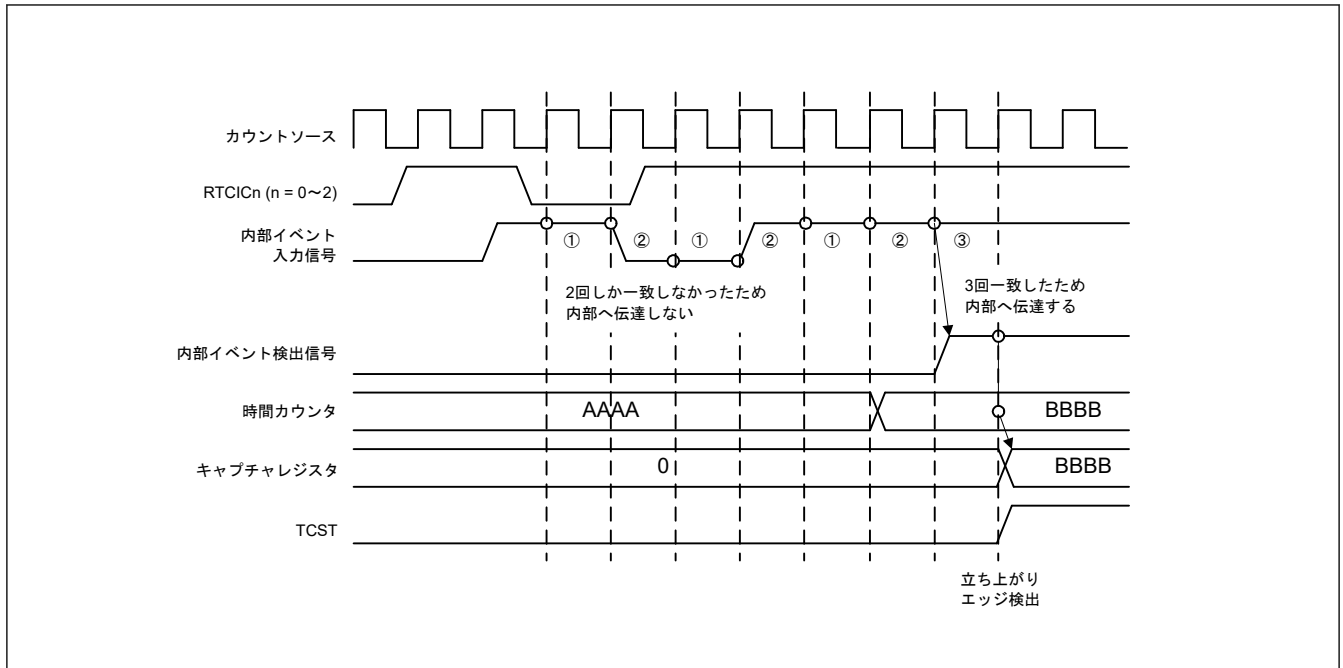 カウントソース
RTCICn (n = 0～2)
内部イベント
入力信号
① ② ① ② ① ② ③
2回しか一致しなかったため
内部へ伝達しない
3回一致したため
内部へ伝達する
内部イベント検出信号
時間カウンタ
AAAA
BBBB
キャプチャレジスタ
0
BBBB
TCST
立ち上がり
エッジ検出